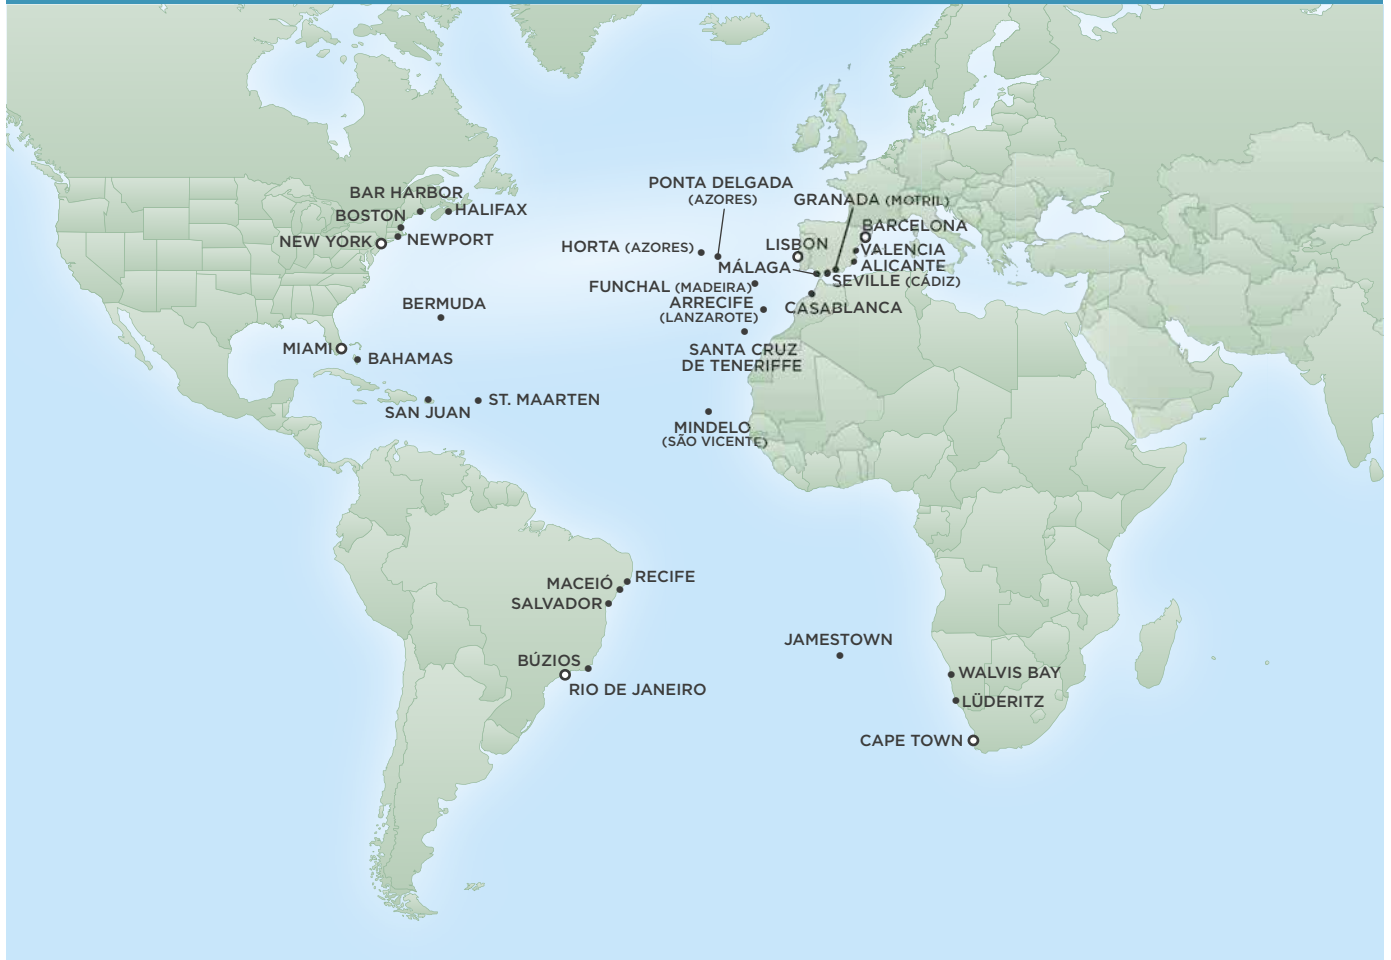 BAR HARBOR
BOSTON
HALIFAX
NEW YORK
NEWPORT
BERMUDA
MIAMI
BAHAMAS
SAN JUAN
ST. MAARTEN
PONTA DELGADA
(AZORES)
GRANADA (MOTRIL)
BARCELONA
HORTA (AZORES)
LISBON
VALENCIA
MÁLAGA
ALICANTE
SEVILLE (CÁDIZ)
FUNCHAL (MADEIRA)
ARRECIFE
(LANZAROTE)
CASABLANCA
SANTA CRUZ
DE TENERIFFE
MINDELO
(SÃO VICENTE)
RECIFE
MACEIÓ
SALVADOR
BÚZIOS
RIO DE JANEIRO
JAMESTOWN
WALVIS BAY
LÜDERITZ
CAPE TOWN